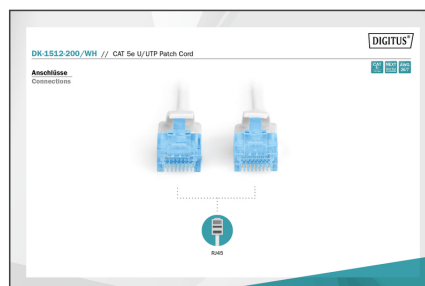 DIGITUS®
DK-1512-200/WH // CAT 5e U/UTP Patch Cord
Anschlüsse
Connections
RJ45